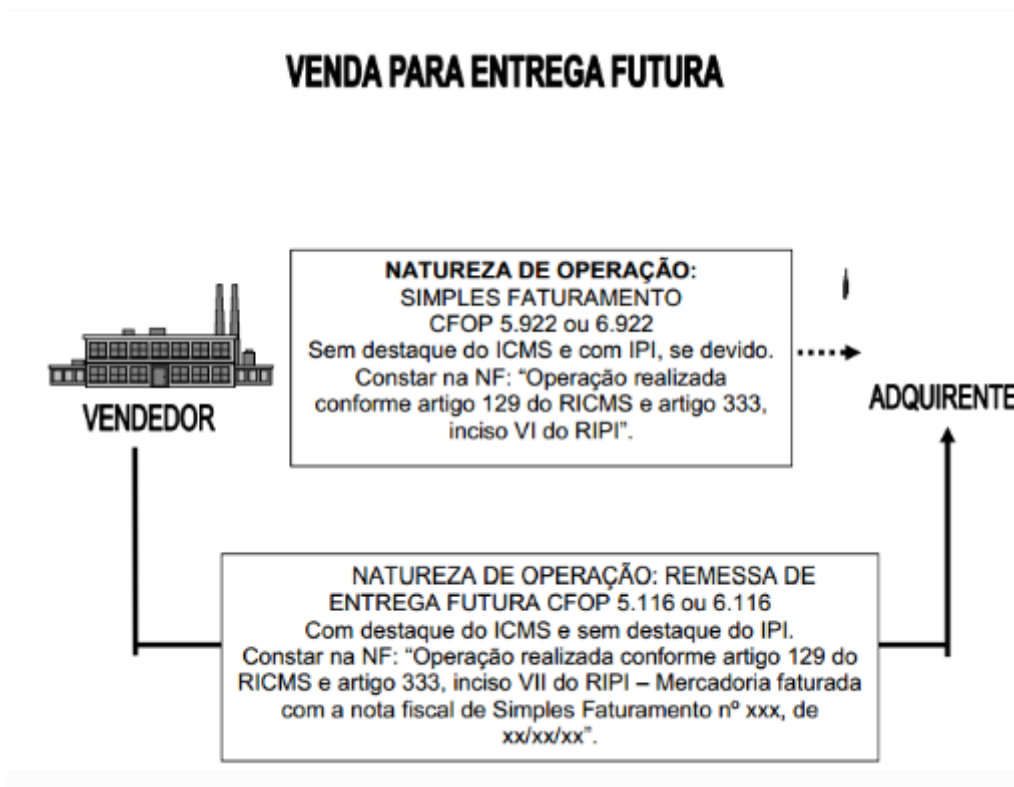 VENDA PARA ENTREGA FUTURA
NATUREZA DE OPERAÇÃO:
SIMPLES FATURAMENTO
CFOP 5.922 ou 6.922
Sem destaque do ICMS e com IPI, se devido.
Constar na NF: “Operação realizada
conforme artigo 129 do RICMS e artigo 333,
inciso VI do RIPI”.
VENDEDOR
ADQUIRENTE
NATUREZA DE OPERAÇÃO: REMESSA DE
ENTREGA FUTURA CFOP 5.116 ou 6.116
Com destaque do ICMS e sem destaque do IPI.
Constar na NF: “Operação realizada conforme artigo 129 do
RICMS e artigo 333, inciso VII do RIPI – Mercadoria faturada
com a nota fiscal de Simples Faturamento nº xxx, de
xx/xx/xx”.